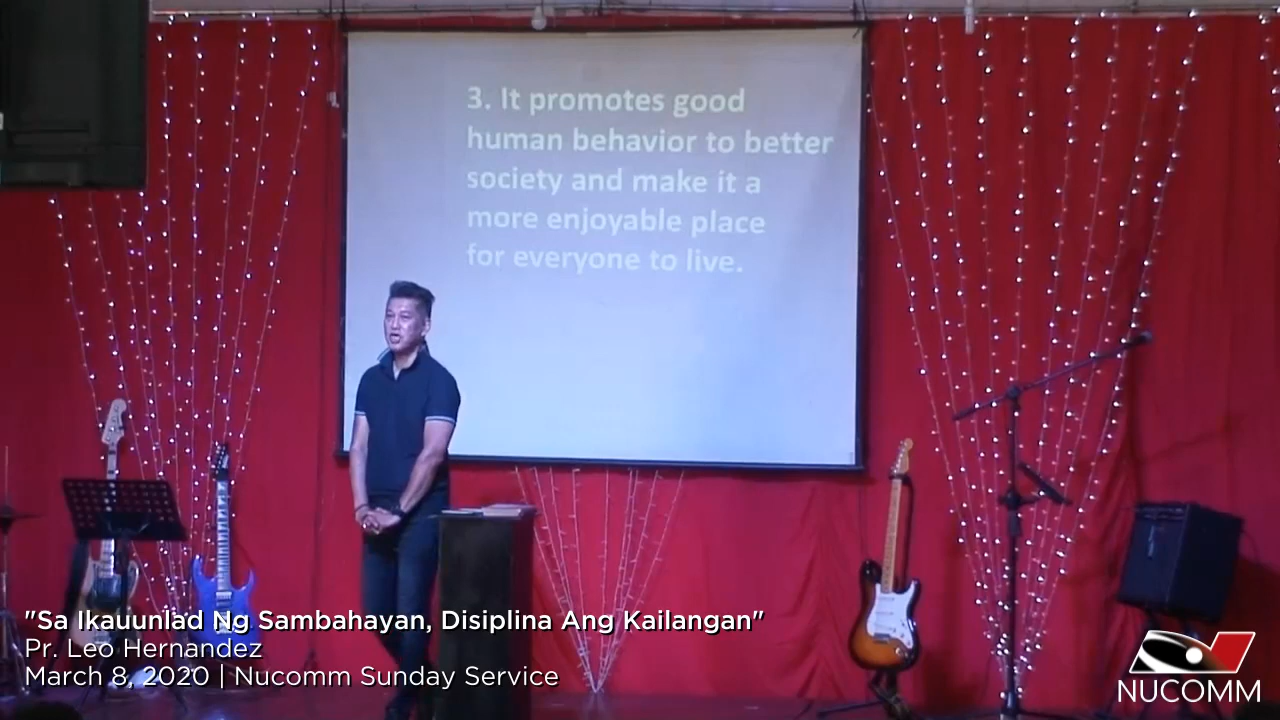 3. It promotes good
human behavior to better
society and make it a
more enjoyable place
for everyone to live.
"Sa Ikauunlad Ng Sambahayan, Disiplina Ang Kailangan"
Pr. Leo Hernandez
March 8, 2020 | Nucomm Sunday Service
NUCOMM